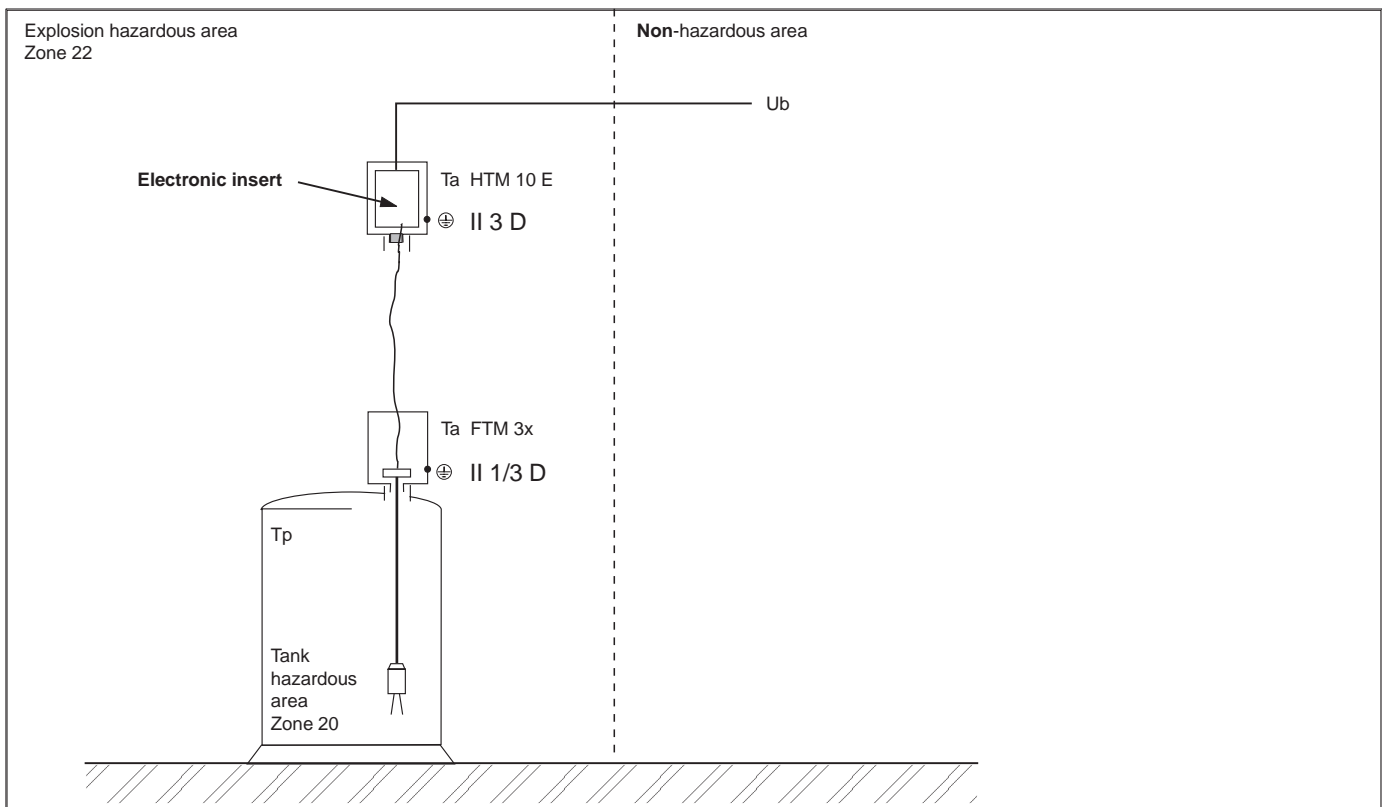 Explosion hazardous area
Zone 22
Non-hazardous area
Ub
Electronic insert
Ta HTM 10 E
II 3 D
Ta FTM 3x
II 1/3 D
Tp
Tank
hazardous
area
Zone 20